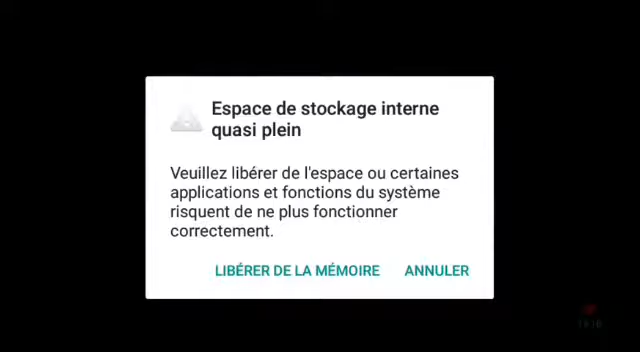 Espace de stockage interne
quasi plein
Veuillez libérer de l'espace ou certaines
applications et fonctions du système
risquent de ne plus fonctionner
correctement.
LIBÉRER DE LA MÉMOIRE ANNULER